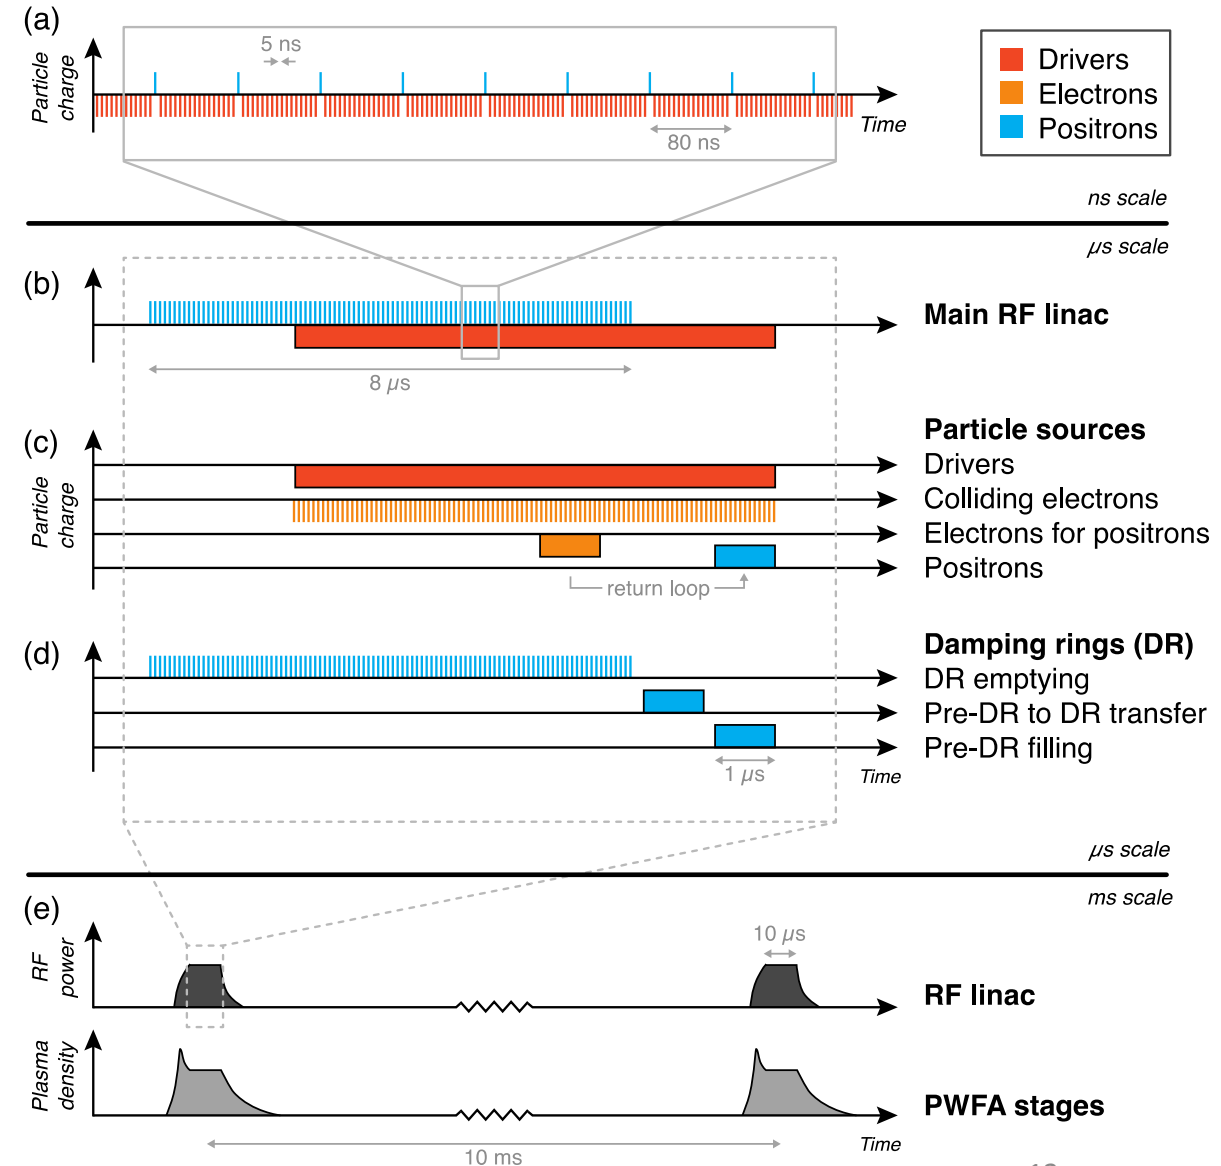 (a)
Particle
charge
5 ns
80 ns
Time
Drivers
Electrons
Positrons
ns scale
µs scale
(b)
8 µs
Main RF linac
(c)
Particle
charge
return loop
Particle sources
Drivers
Colliding electrons
Electrons for positrons
Positrons
(d)
1 µs
Time
Damping rings (DR)
DR emptying
Pre-DR to DR transfer
Pre-DR filling
µs scale
ms scale
(e)
RF
power
10 µs
RF linac
Plasma
density
PWFA stages
10 ms
Time